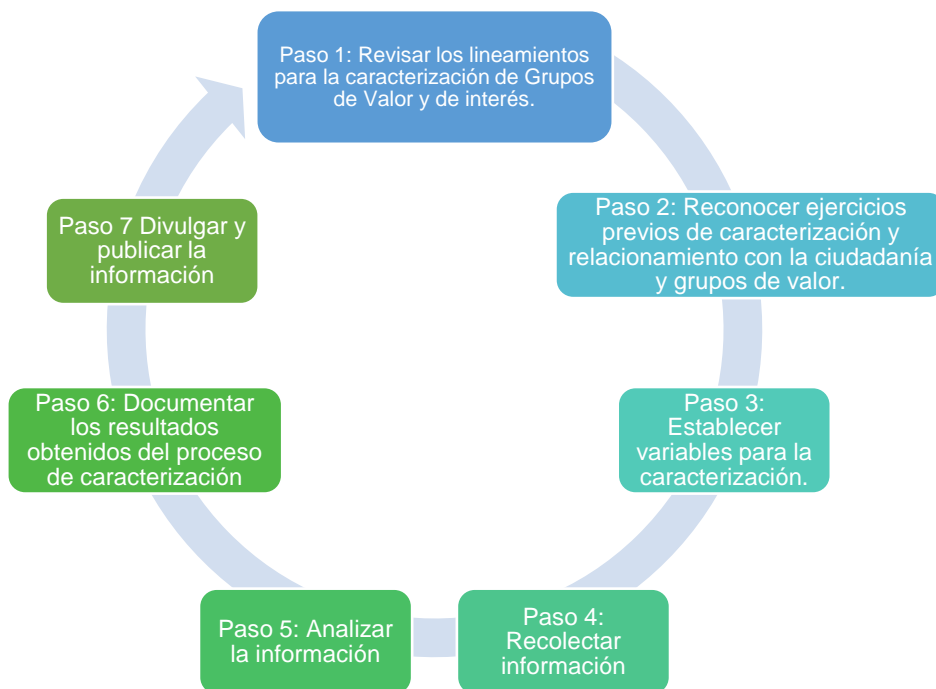 Paso 1: Revisar los lineamientos
para la caracterización de Grupos
de Valor y de interés.
Paso 2: Reconocer ejercicios
previos de caracterización y
relacionamiento con la ciudadanía
y grupos de valor.
Paso 3:
Establecer
variables para la
caracterización.
Paso 4:
Recolectar
información
Paso 5: Analizar
la información
Paso 6: Documentar
los resultados
obtenidos del proceso
de caracterización
Paso 7 Divulgar y
publicar la
información